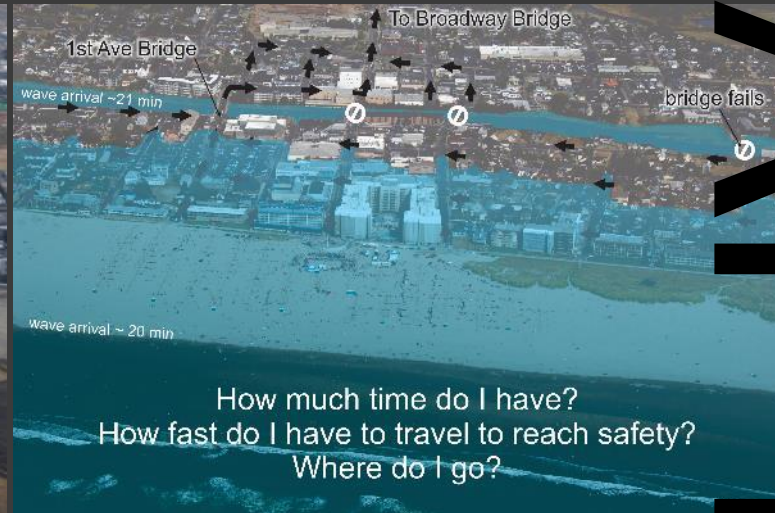 To Broadway Bridge
1st Ave Bridge
wave arrival ~21 min
bridge fails
wave arrival ~ 20 min
How much time do I have?
How fast do I have to travel to reach safety?
Where do I go?